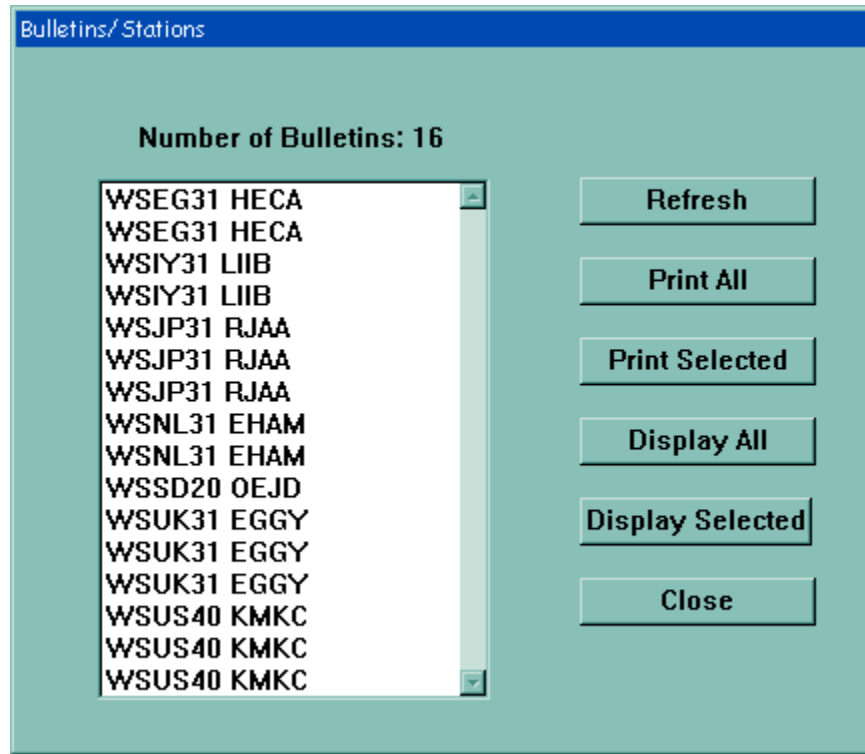 Bulletins/Stations
Number of Bulletins: 16
WSEG31 HECA
WSEG31 HECA
WSIY31 LIIB
WSIY31 LIIB
WSJP31 RJAA
WSJP31 RJAA
WSJP31 RJAA
WSNL31 EHAM
WSNL31 EHAM
WSSD20 OEJD
WSUK31 EGGY
WSUK31 EGGY
WSUK31 EGGY
WSUS40 KMKC
WSUS40 KMKC
WSUS40 KMKC
Refresh
Print All
Print Selected
Display All
Display Selected
Close